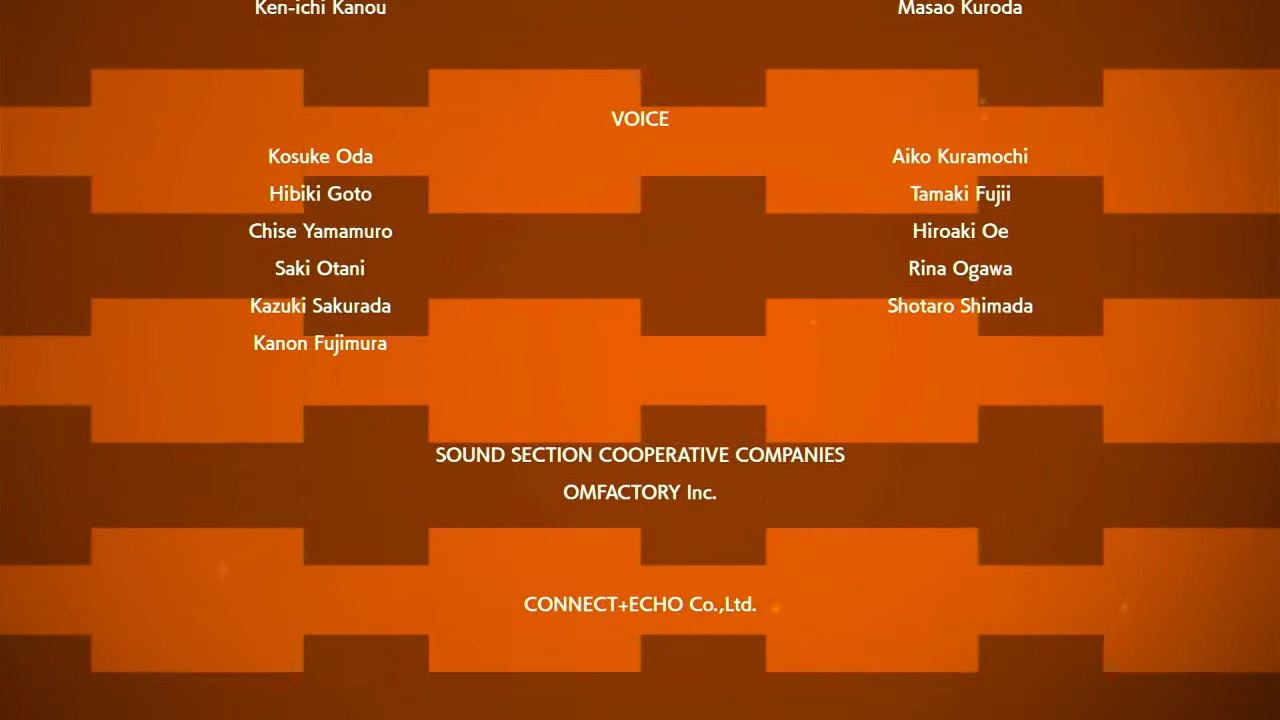 Ken-ichi Kanou Masao Kuroda
VOICE
Kosuke Oda Aiko Kuramochi
Hibiki Goto Tamaki Fujii
Chise Yamamuro Hiroaki Oe
Saki Otani Rina Ogawa
Kazuki Sakurada Shotaro Shimada
Kanon Fujimura
SOUND SECTION COOPERATIVE COMPANIES
OMFACTORY Inc.
CONNECT+ECHO Co.,Ltd.